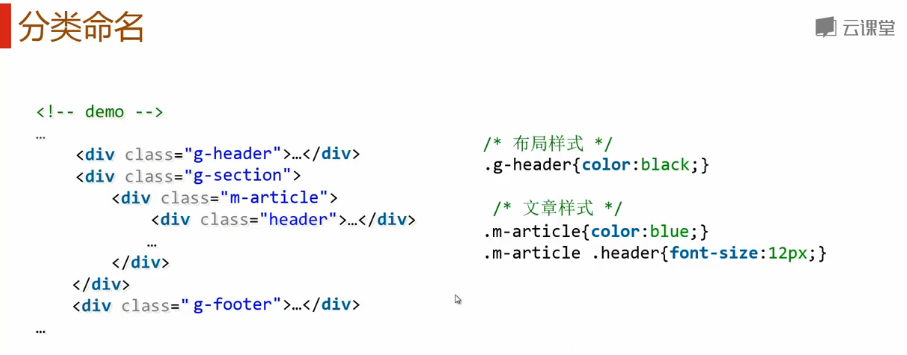 分类命名
云课堂
<!-- demo -->
…
<div class="g-header">…</div>
<div class="g-section">
<div class="m-article">
<div class="header">…</div>
…
</div>
</div>
<div class="g-footer">…</div>
…
/* 布局样式 */
.g-header{color:black;}
/* 文章样式 */
.m-article{color:blue;}
.m-article .header{font-size:12px;}